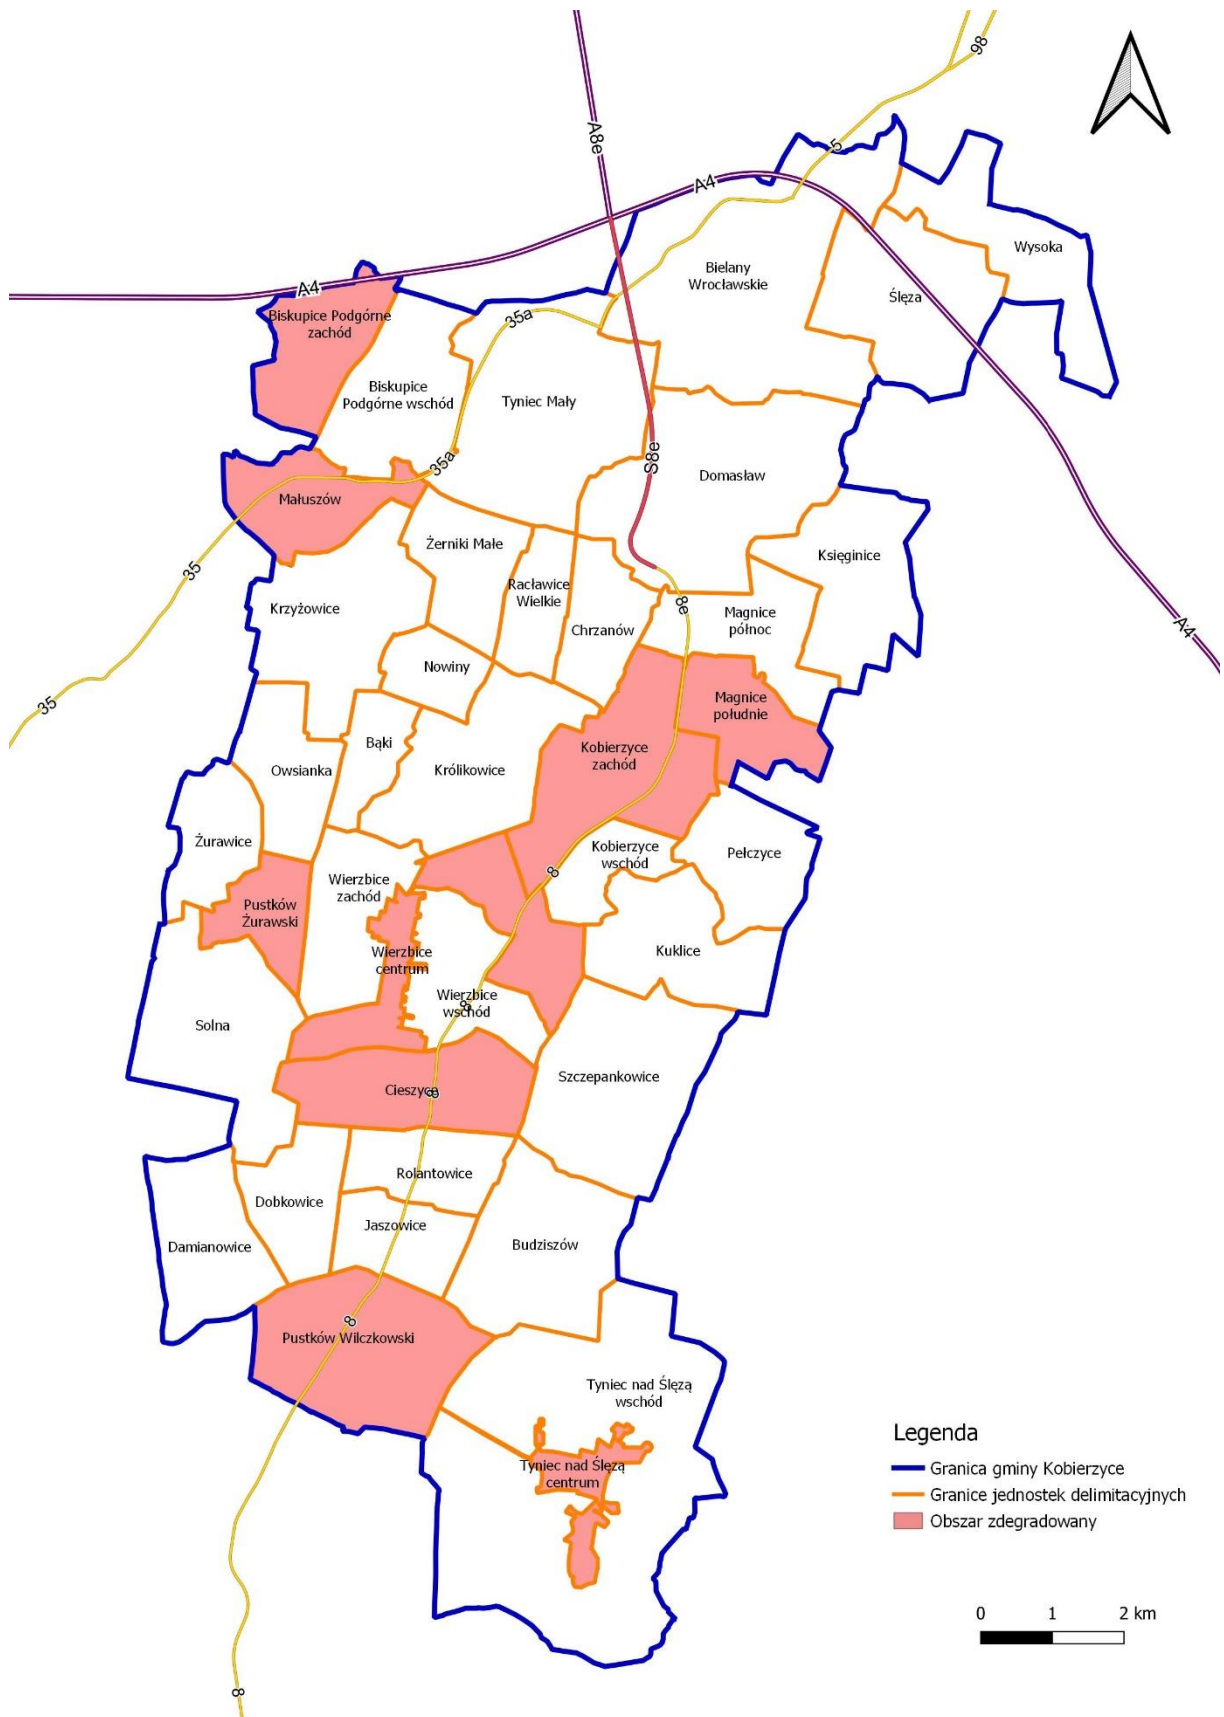 98
A8e
5
A4
Wysoka
Bielany
Wrocławskie
A4
Ślęza
Biskupice Podgórne
zachód
35a
Biskupice
Podgórne wschód
Tyniec Mały
35a
S8e
Domasław
Małuszów
Żerniki Małe
Księginice
35
Racławice
Wielkie
Krzyżowice
8e
Magnice
północ
Chrzanów
A4
Nowiny
35
Magnice
południe
Bąki
Kobierzyce
zachód
Owsianka
Królikowice
Żurawice
Kobierzyce
wschód
Pełczyce
8
Wierzbice
zachód
Pustków
Żurawski
Wierzbice
centrum
Kuklice
Wierzbice
wschód
8
Solna
Szczepankowice
Cieszyce
8
Rolantowice
Dobkowice
Jaszowice
Damianowice
Budziszów
8
Pustków Wilczkowski
Tyniec nad Ślęzą
wschód
Tyniec nad Ślęzą
centrum
Legenda
Granica gminy Kobierzyce
Granice jednostek delimitacyjnych
Obszar zdegradowany
0 1 2 km
8